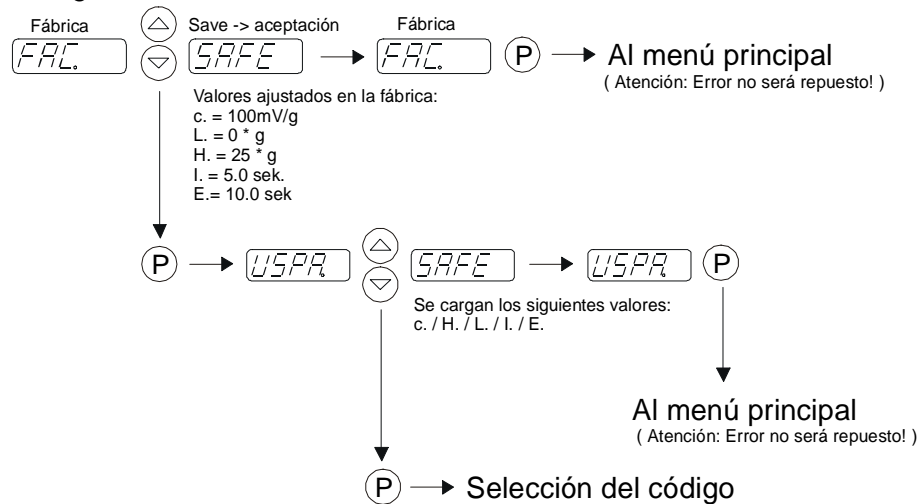 Fábrica
Save -> aceptación
Fábrica
FAC.
SAFE
FAC.
P
Al menú principal
( Atención: Error no será repuesto! )
Valores ajustados en la fábrica:
c. = 100mV/g
L. = 0 * g
H. = 25 * g
I. = 5.0 sek.
E.= 10.0 sek
P
USPA.
SAFE
USPA.
P
Se cargan los siguientes valores:
c. / H. / L. / I. / E.
Al menú principal
( Atención: Error no será repuesto! )
P
Selección del código